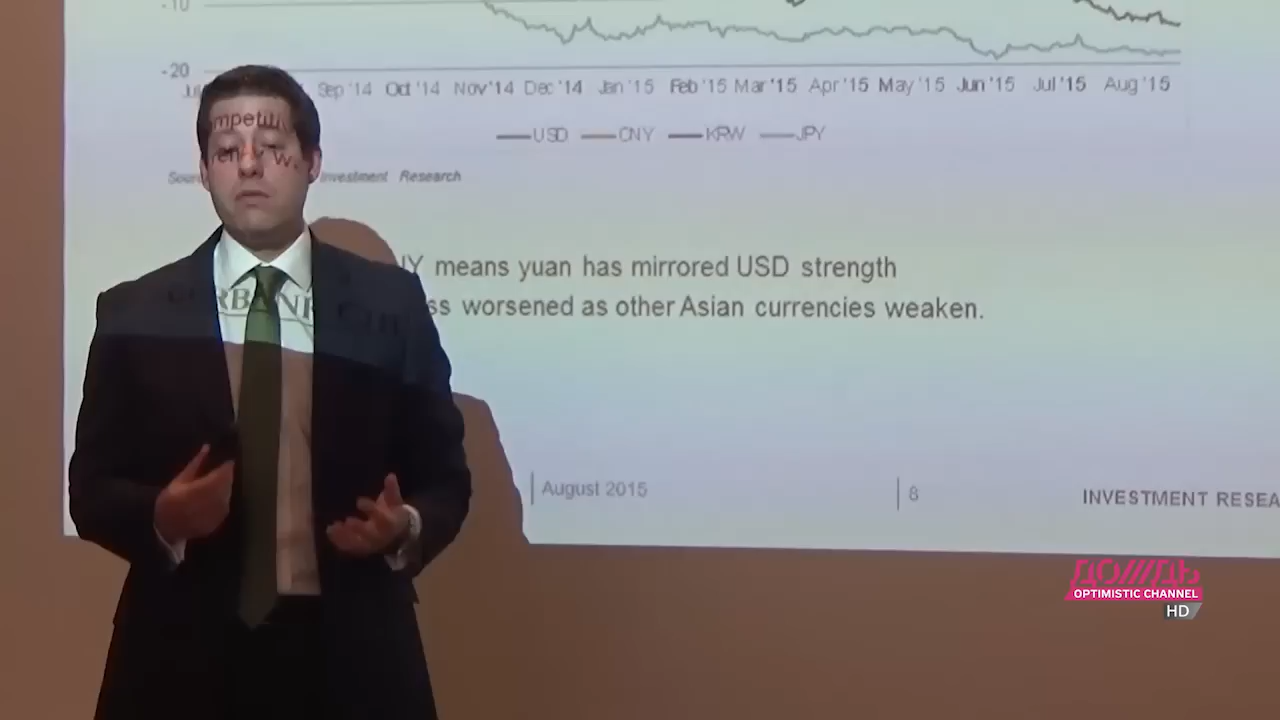 -10
-20
Sep '14 Oct '14 Nov '14 Dec '14 Jan '15 Feb '15 Mar '15 Apr '15 May '15 Jun '15 Jul '15 Aug '15
USD CNY KRW JPY
Investment Research
means yuan has mirrored USD strength
worsened as other Asian currencies weaken.
August 2015 8 INVESTMENT RESEA
ДОЖДЬ
OPTIMISTIC CHANNEL
HD